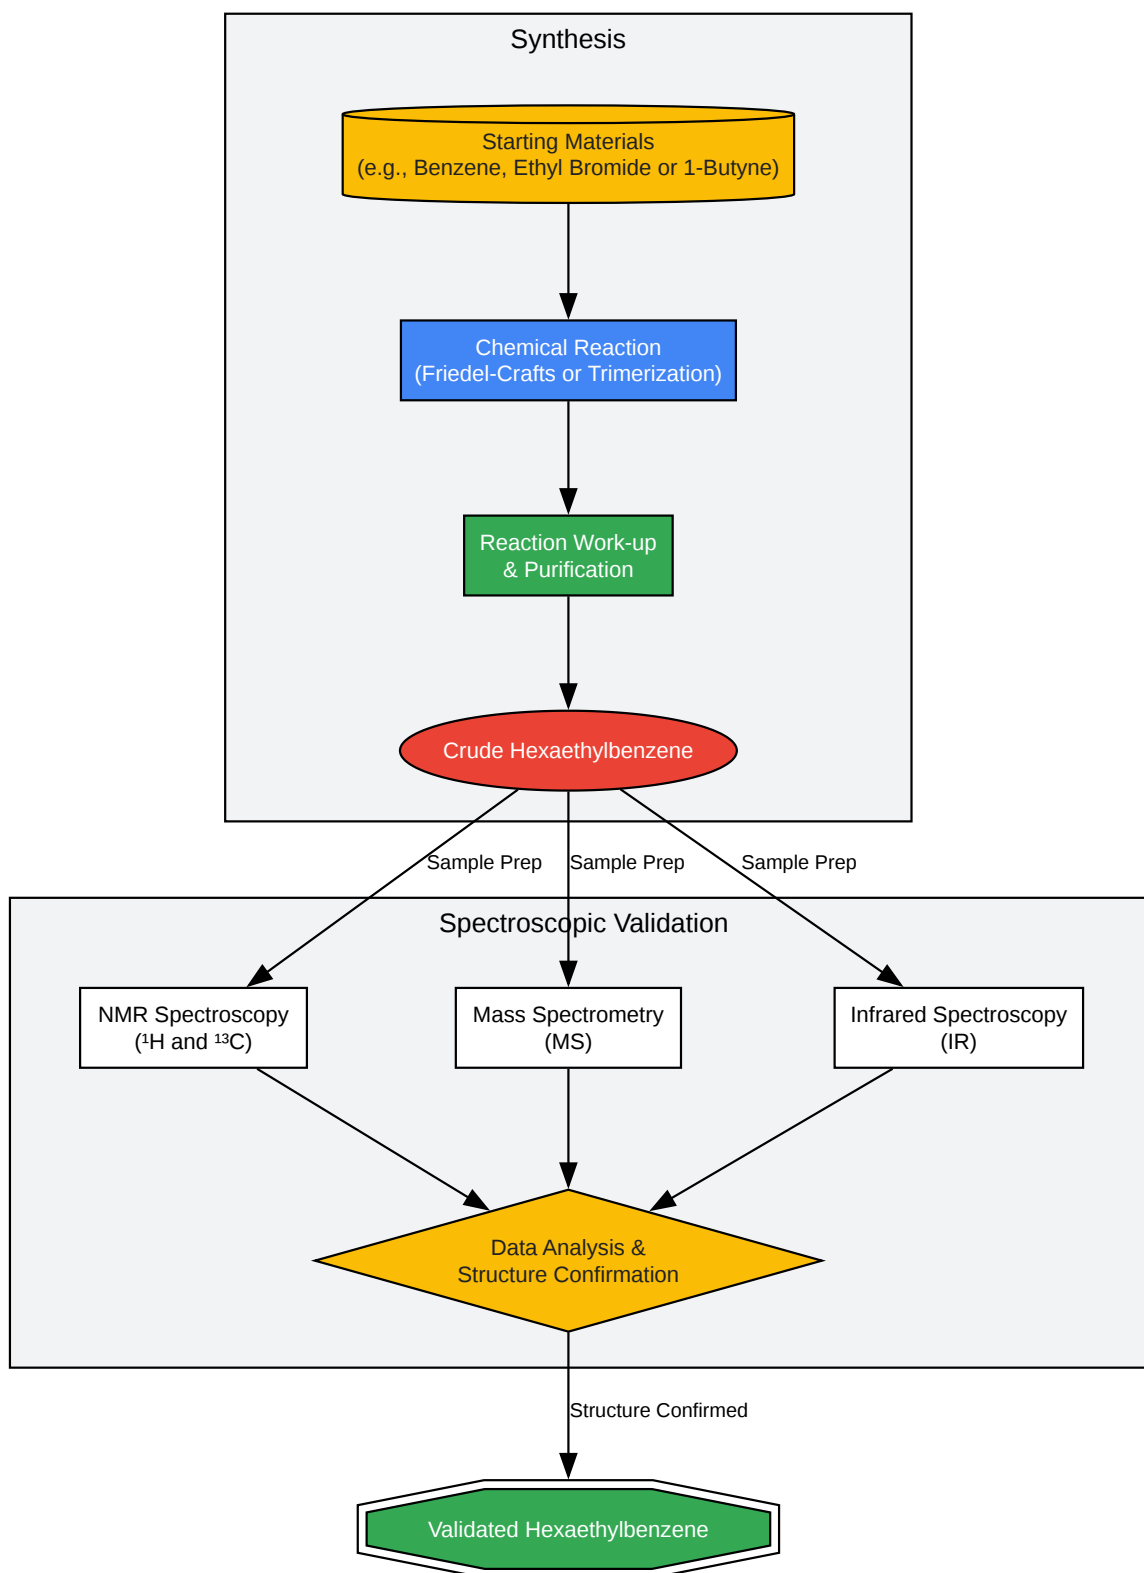 Synthesis
Starting Materials
(e.g., Benzene, Ethyl Bromide or 1-Butyne)
Chemical Reaction
(Friedel-Crafts or Trimerization)
Reaction Work-up
& Purification
Crude Hexaethylbenzene
Sample Prep
Sample Prep
Sample Prep
Spectroscopic Validation
NMR Spectroscopy
(¹H and ¹³C)
Mass Spectrometry
(MS)
Infrared Spectroscopy
(IR)
Data Analysis &
Structure Confirmation
Structure Confirmed
Validated Hexaethylbenzene